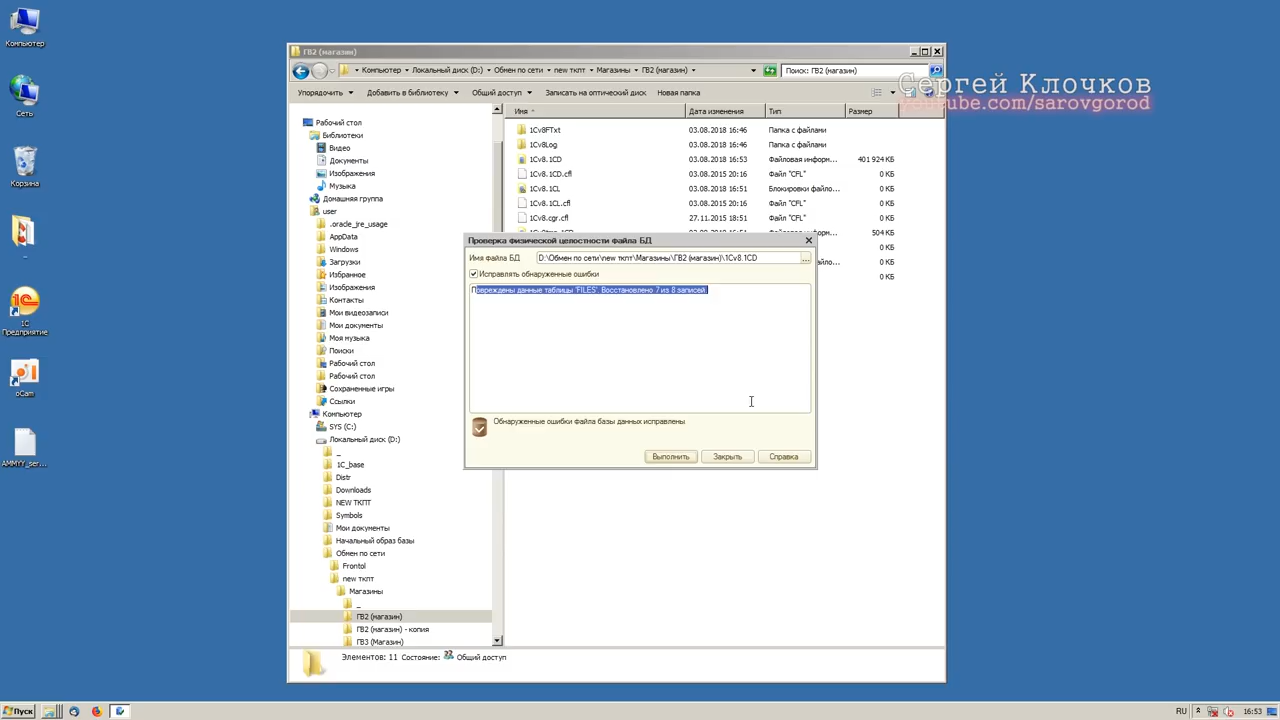 Компьютер
Сеть
Корзина
1С
Предприятие
oCam
AMMYY_ser...
ГВ2 (магазин)
Компьютер Локальный диск (D:) Обмен по сети new ткпт Магазины ГВ2 (магазин)
Поиск: ГВ2 (магазин)
Сергей Клочков
youtube.com/sarovgorod
Упорядочить Добавить в библиотеку Общий доступ Записать на оптический диск Новая папка
Имя Дата изменения Тип Размер
1Cv8FTxt 03.08.2018 16:46 Папка с файлами
1Cv8Log 03.08.2018 16:46 Папка с файлами
1Cv8.1CD 03.08.2018 16:53 Файловая информ... 401 924 КБ
1Cv8.1CD.cfl 03.08.2015 20:16 Файл "CFL" 0 КБ
1Cv8.1CL 03.08.2018 16:51 Блокировки файло... 0 КБ
1Cv8.1CL.cfl 03.08.2015 20:16 Файл "CFL" 0 КБ
1Cv8.cgr.cfl 27.11.2015 18:51 Файл "CFL" 0 КБ
504 КБ
0 КБ
0 КБ
0 КБ
Рабочий стол
Библиотеки
Видео
Документы
Изображения
Музыка
Домашняя группа
user
.oracle_jre_usage
AppData
Windows
Загрузки
Избранное
Изображения
Контакты
Мои видеозаписи
Мои документы
Моя музыка
Поиски
Рабочий стол
Рабочий стол
Сохраненные игры
Ссылки
Компьютер
SYS (C:)
Локальный диск (D:)
_
1C_base
Distr
Downloads
NEW ТКПТ
Symbols
Мои документы
Начальный образ базы
Обмен по сети
Frontol
new ткпт
Магазины
_
ГВ2 (магазин)
ГВ2 (магазин) - копия
ГВ3 (Магазин)
Проверка физической целостности файла БД
Имя файла БД D:\Обмен по сети\new ткпт\Магазины\ГВ2 (магазин)\1Cv8.1CD ...
Исправлять обнаруженные ошибки
Повреждены данные таблицы 'FILES'. Восстановлено 7 из 8 записей
Обнаруженные ошибки файла базы данных исправлены
Выполнить Закрыть Справка
Элементов: 11 Состояние: Общий доступ
Пуск
RU 16:53